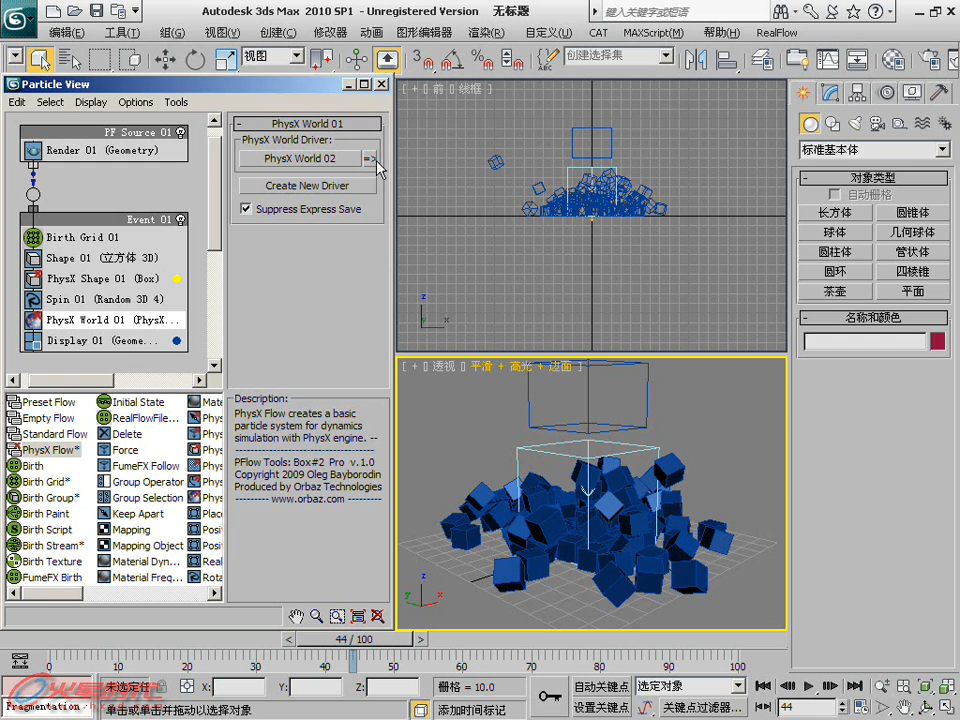 Autodesk 3ds Max 2010 SP1 - Unregistered Version 无标题
键入关键字或短语
编辑(E) 工具(T) 组(G) 视图(V) 创建(C) 修改器 动画 图形编辑器 渲染(R) 自定义(U) CAT MAXScript(M) 帮助(H) RealFlow
视图
创建选择集
Particle View
Edit Select Display Options Tools
PF Source 01
Render 01 (Geometry)
Event 01
Birth Grid 01
Shape 01 (立方体 3D)
PhysX Shape 01 (Box)
Spin 01 (Random 3D 4)
PhysX World 01 (PhysX...
Display 01 (Geome...
- PhysX World 01
PhysX World Driver:
PhysX World 02
=>
Create New Driver
Suppress Express Save
Preset Flow
Empty Flow
Standard Flow
PhysX Flow*
Birth
Birth Grid*
Birth Group*
Birth Paint
Birth Script
Birth Stream*
Birth Texture
FumeFX Birth
Initial State
RealFlowFile...
Delete
Force
FumeFX Follow
Group Operator
Group Selection
Keep Apart
Mapping
Mapping Object
Material Dyn...
Material Freq...
Mate
Phys
Phys
Phys
Phys
Phys
Phys
Place
Posit
Posit
Real
Rota
Description:
PhysX Flow creates a basic
particle system for dynamics
simulation with PhysX engine. --
PFlow Tools: Box#2 Pro v.1.0
Copyright 2009 Oleg Bayborodin
Produced by Orbaz Technologies
--------- www.orbaz.com ---------
[ + [] 前 [] 线框 ]
z
x
[ + [] 透视 [] 平滑 + 高光 + 边面 ]
z
y
x
标准基本体
- 对象类型
自动栅格
长方体 圆锥体
球体 几何球体
圆柱体 管状体
圆环 四棱锥
茶壶 平面
- 名称和颜色
< 44 / 100 >
0 10 20 30 40 50 60 70 80 90 100
未选定任 X: Y: Z: 栅格 = 10.0 自动关键点 选定对象
Fragmentation 单击或单击并拖动以选择对象 添加时间标记 设置关键点 关键点过滤器... 44